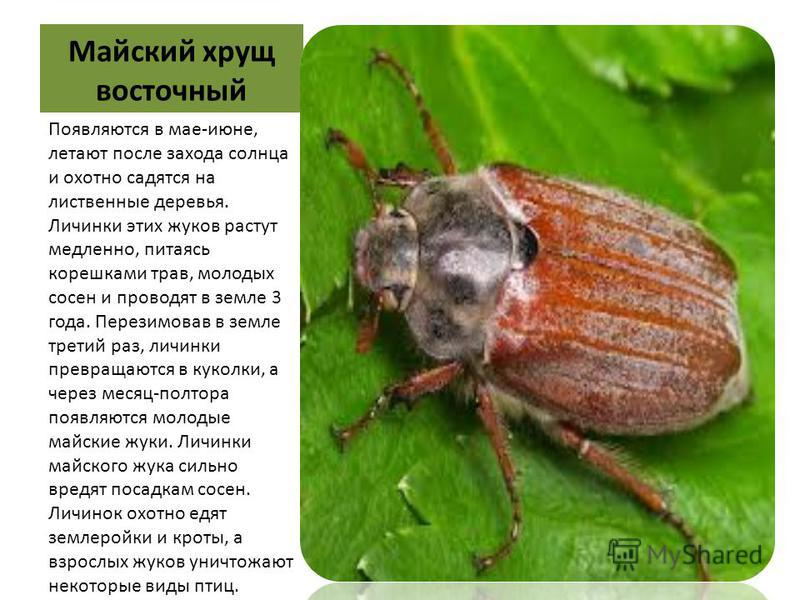 Майский хрущ
восточный
Появляются в мае-июне,
летают после захода солнца
и охотно садятся на
лиственные деревья.
Личинки этих жуков растут
медленно, питаясь
корешками трав, молодых
сосен и проводят в земле 3
года. Перезимовав в земле
третий раз, личинки
превращаются в куколки, а
через месяц-полтора
появляются молодые
майские жуки. Личинки
майского жука сильно
вредят посадкам сосен.
Личинок охотно едят
землеройки и кроты, а
взрослых жуков уничтожают
некоторые виды птиц.
MyShared